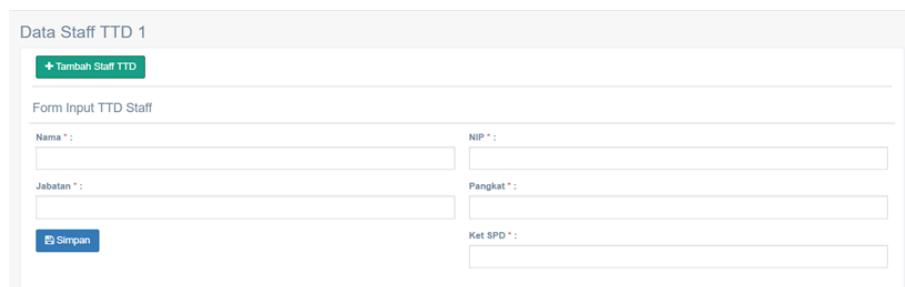 Data Staff TTD 1
+ Tambah Staff TTD
Form Input TTD Staff
Nama * :
NIP * :
Jabatan * :
Pangkat * :
Simpan
Ket SPD * :